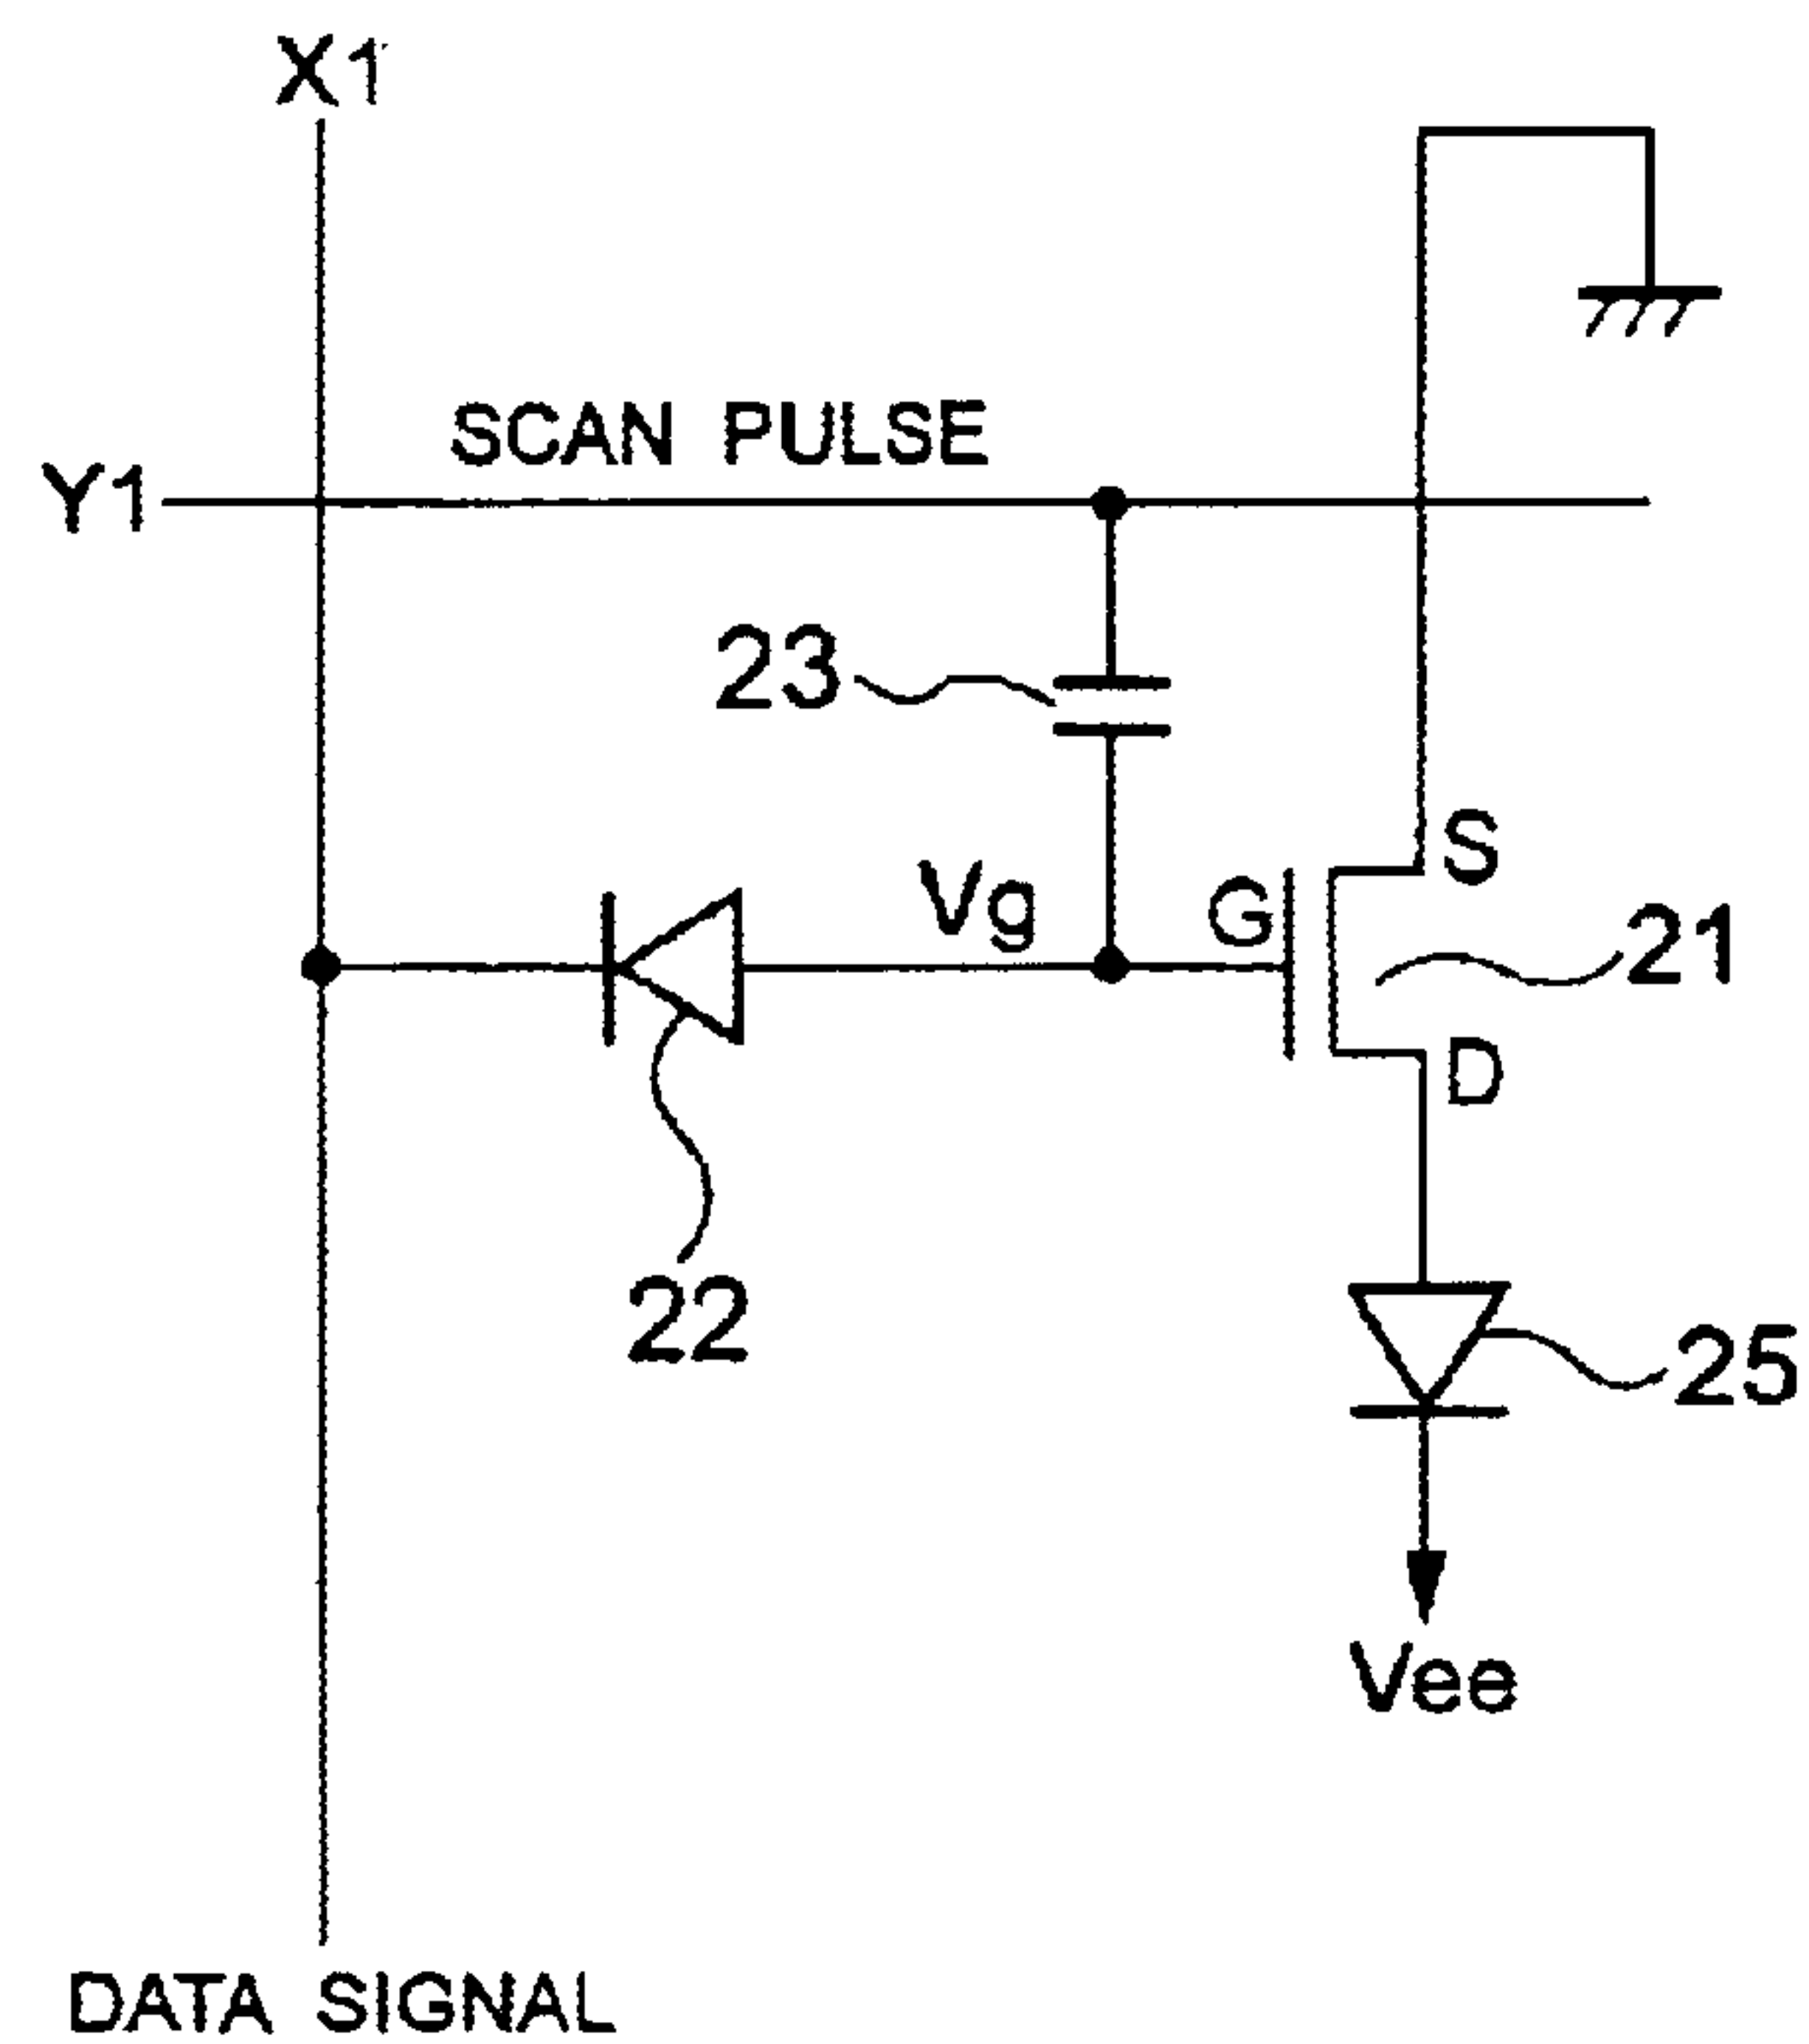 X1
SCAN PULSE
Y1
23
S
Vg
G
21
D
22
25
Vee
DATA SIGNAL